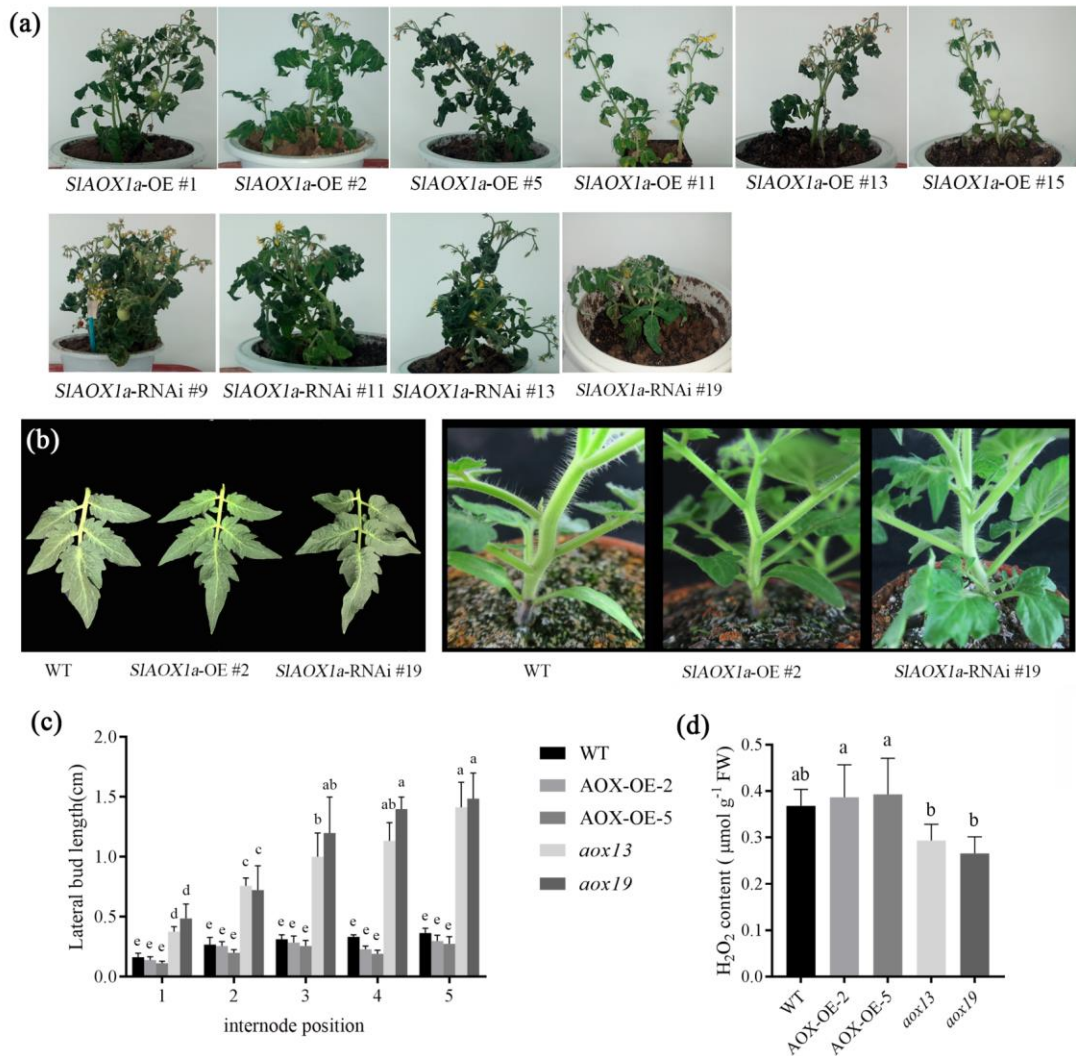 (a)
SlAOX1a-OE #1 SlAOX1a-OE #2 SlAOX1a-OE #5 SlAOX1a-OE #11 SlAOX1a-OE #13 SlAOX1a-OE #15
SlAOX1a-RNAi #9 SlAOX1a-RNAi #11 SlAOX1a-RNAi #13 SlAOX1a-RNAi #19
(b)
WT SlAOX1a-OE #2 SlAOX1a-RNAi #19 WT SlAOX1a-OE #2 SlAOX1a-RNAi #19
(c)
Lateral bud length(cm)
2.0
1.5
1.0
0.5
0.0
e e e d d
e e e c c
e e e b ab
e e e ab a
e e e a a
1 2 3 4 5
internode position
WT
AOX-OE-2
AOX-OE-5
aox13
aox19
(d)
H₂O₂ content ( μmol g⁻¹ FW)
0.5
0.4
0.3
0.2
0.1
0.0
ab a a b b
WT AOX-OE-2 AOX-OE-5 aox13 aox19